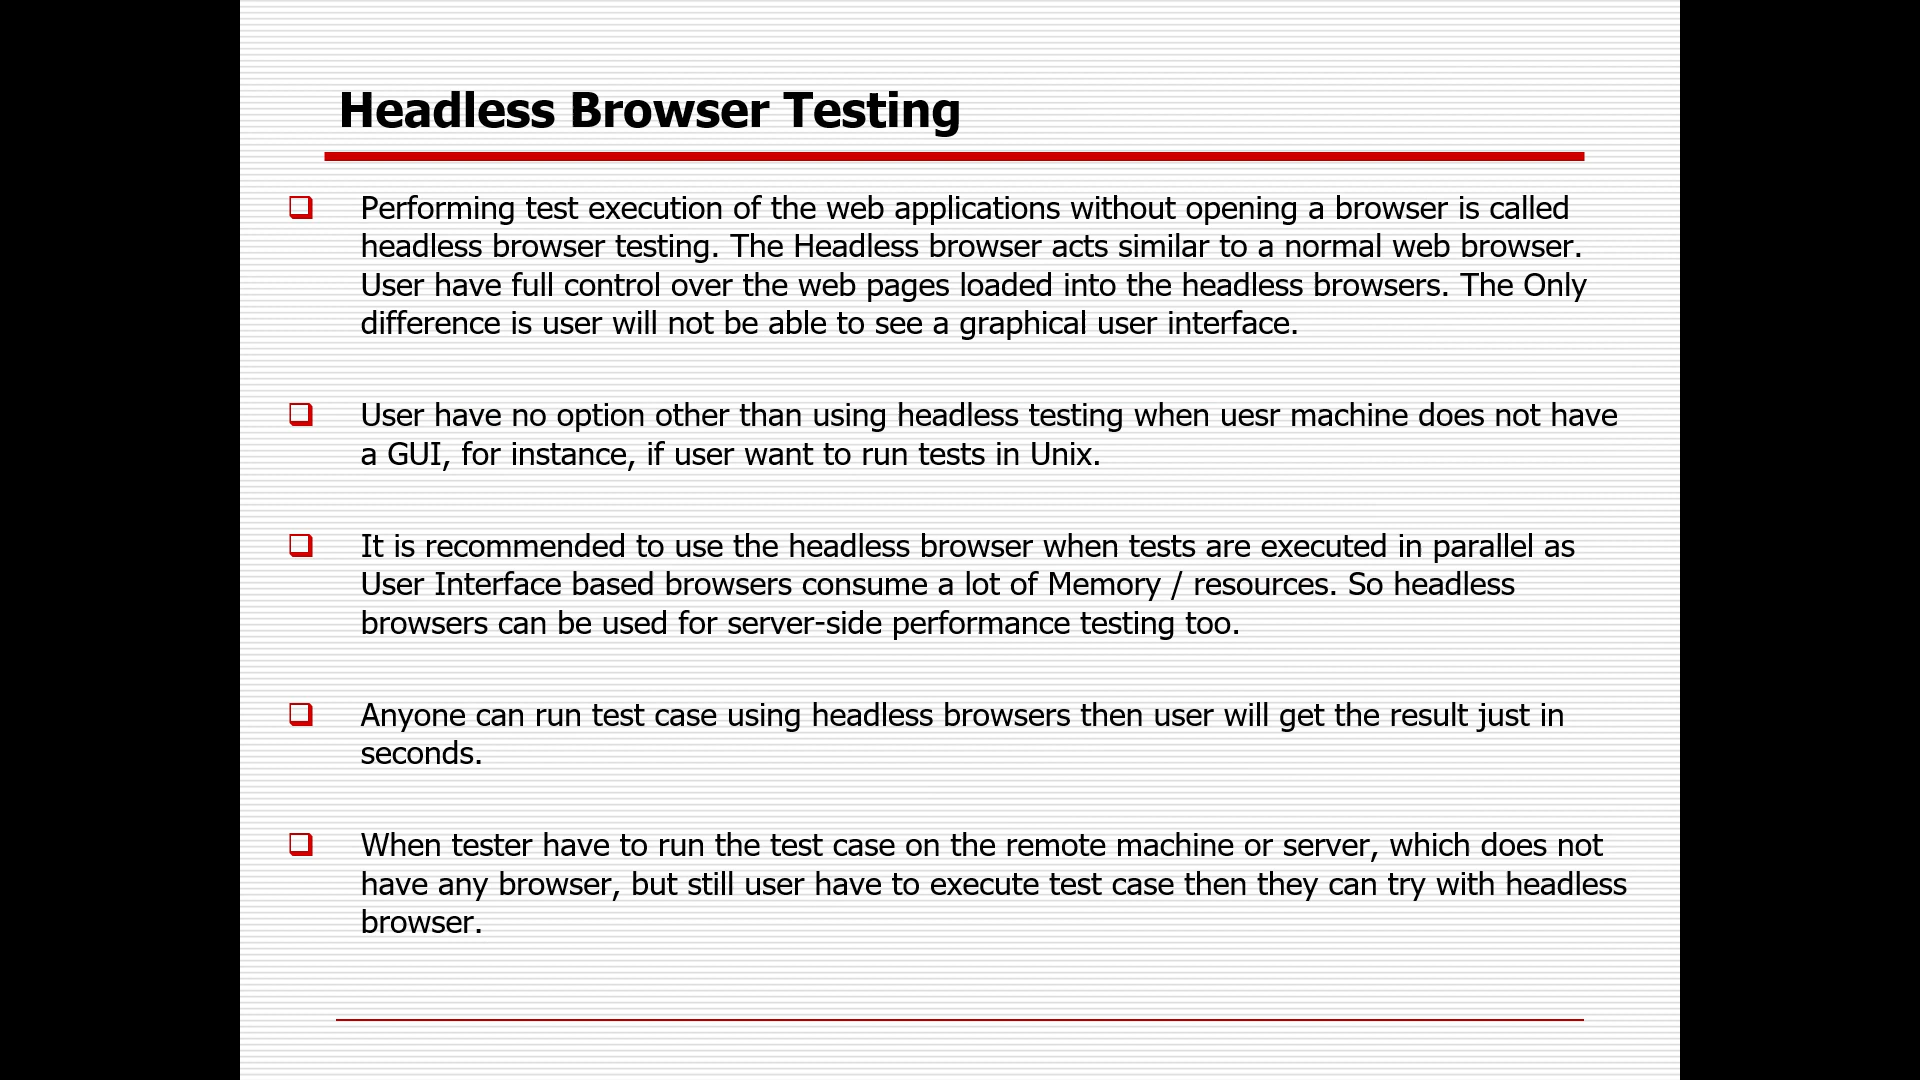 Headless Browser Testing
Performing test execution of the web applications without opening a browser is called
headless browser testing. The Headless browser acts similar to a normal web browser.
User have full control over the web pages loaded into the headless browsers. The Only
difference is user will not be able to see a graphical user interface.
User have no option other than using headless testing when uesr machine does not have
a GUI, for instance, if user want to run tests in Unix.
It is recommended to use the headless browser when tests are executed in parallel as
User Interface based browsers consume a lot of Memory / resources. So headless
browsers can be used for server-side performance testing too.
Anyone can run test case using headless browsers then user will get the result just in
seconds.
When tester have to run the test case on the remote machine or server, which does not
have any browser, but still user have to execute test case then they can try with headless
browser.